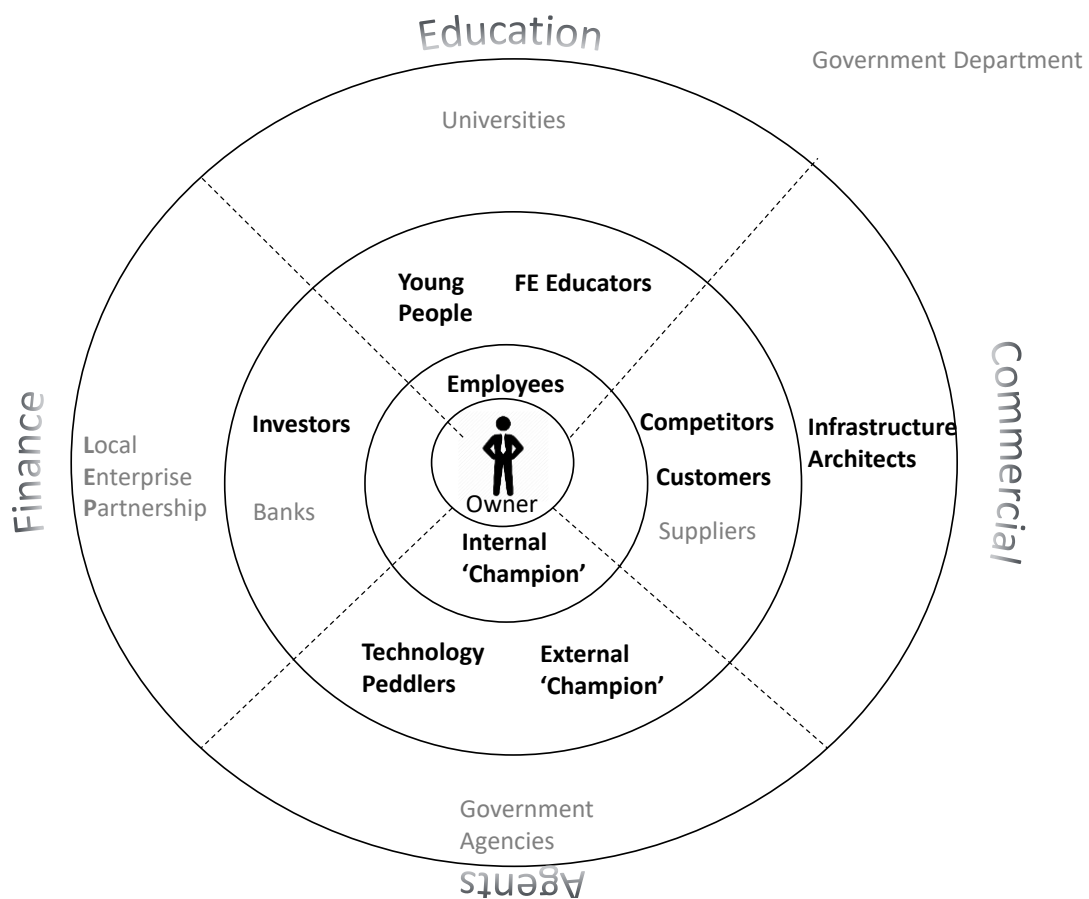 Education
Government Department
Universities
Young
People
FE Educators
Employees
Investors
Competitors
Infrastructure
Architects
Commercial
Finance
Local
Enterprise
Partnership
Customers
Banks
Owner
Suppliers
Internal
‘Champion’
Technology
Peddlers
External
‘Champion’
Government
Agencies
Agents